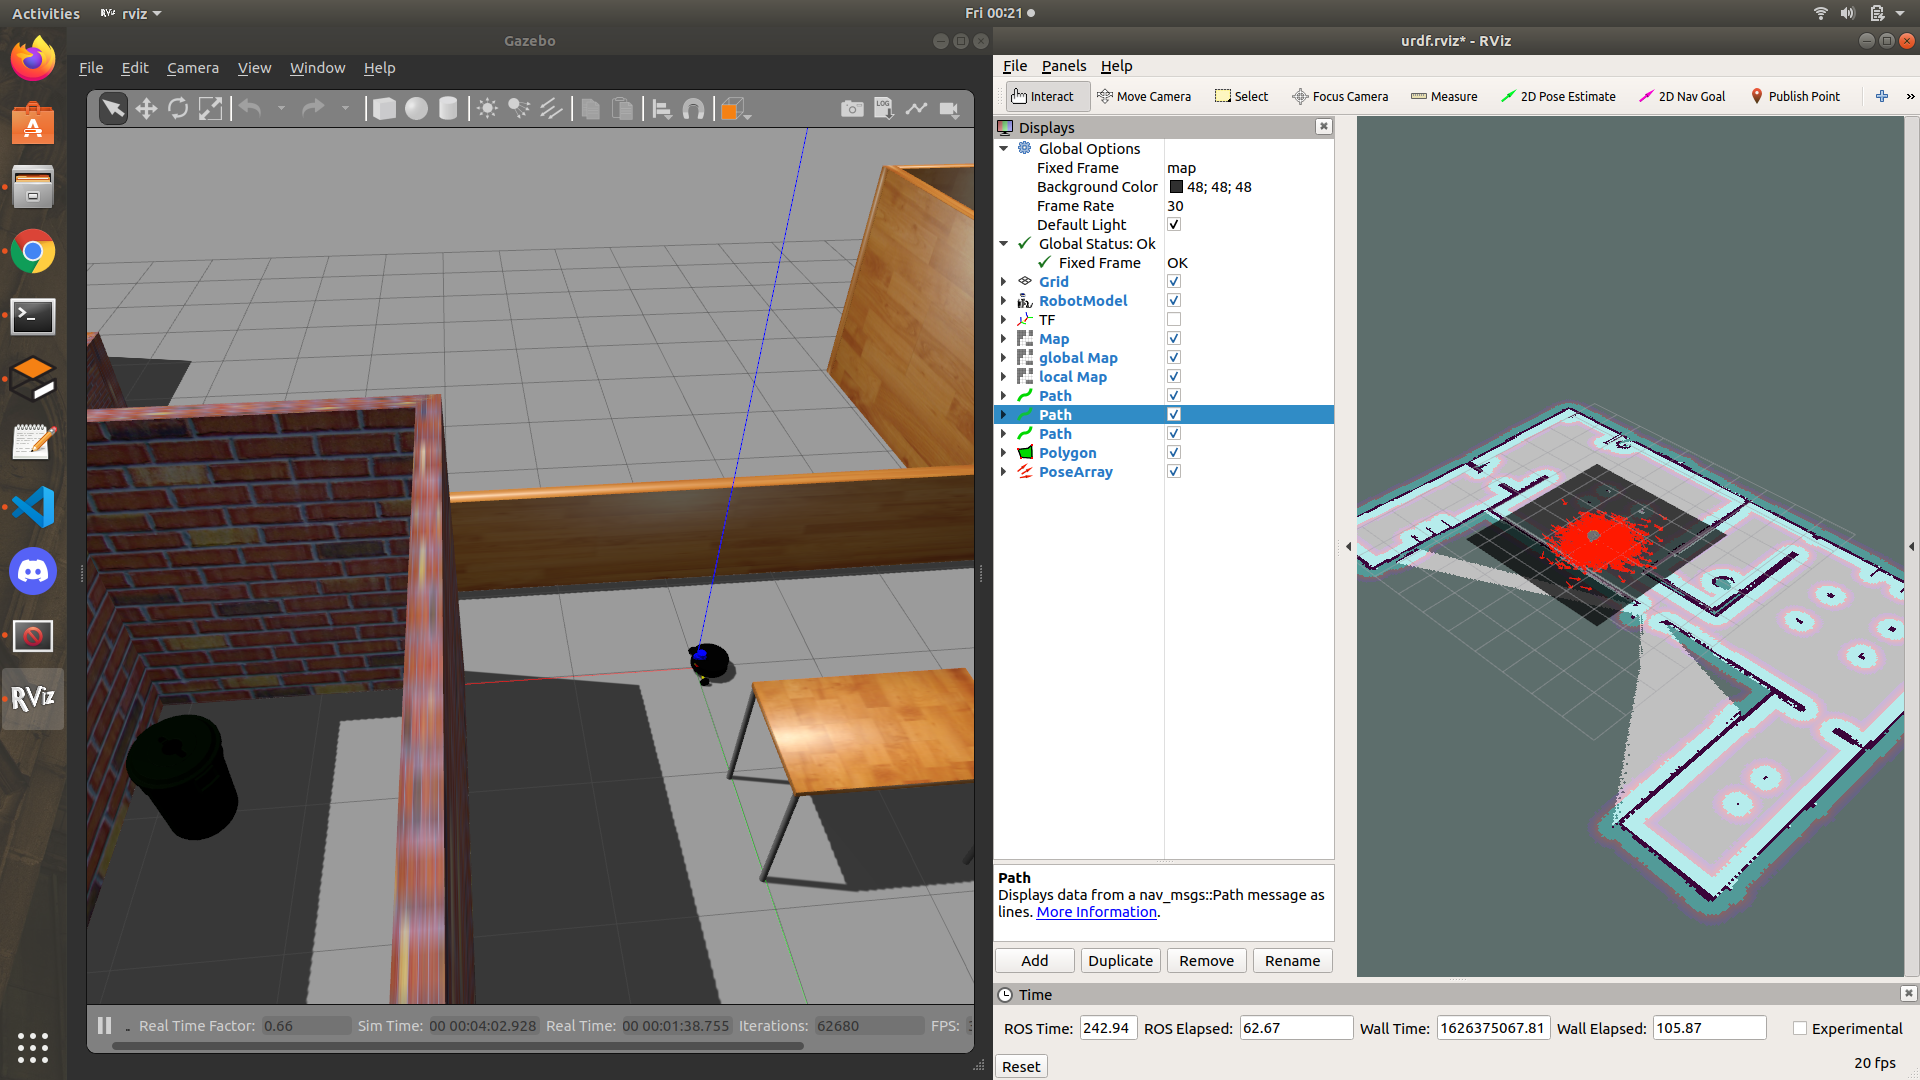 Activities
RViz rviz
Fri 00:21
Gazebo
File Edit Camera View Window Help
LOG
Real Time Factor: 0.66 Sim Time: 00 00:04:02.928 Real Time: 00 00:01:38.755 Iterations: 62680 FPS:
RViz
urdf.rviz* - RViz
File Panels Help
Interact Move Camera Select Focus Camera Measure 2D Pose Estimate 2D Nav Goal Publish Point »
Displays
Global Options
Fixed Frame map
Background Color 48; 48; 48
Frame Rate 30
Default Light
Global Status: Ok
Fixed Frame OK
Grid
RobotModel
TF
Map
global Map
local Map
Path
Path
Path
Polygon
PoseArray
Path
Displays data from a nav_msgs::Path message as
lines. More Information.
Add Duplicate Remove Rename
Time
ROS Time: 242.94 ROS Elapsed: 62.67 Wall Time: 1626375067.81 Wall Elapsed: 105.87 Experimental
Reset
20 fps